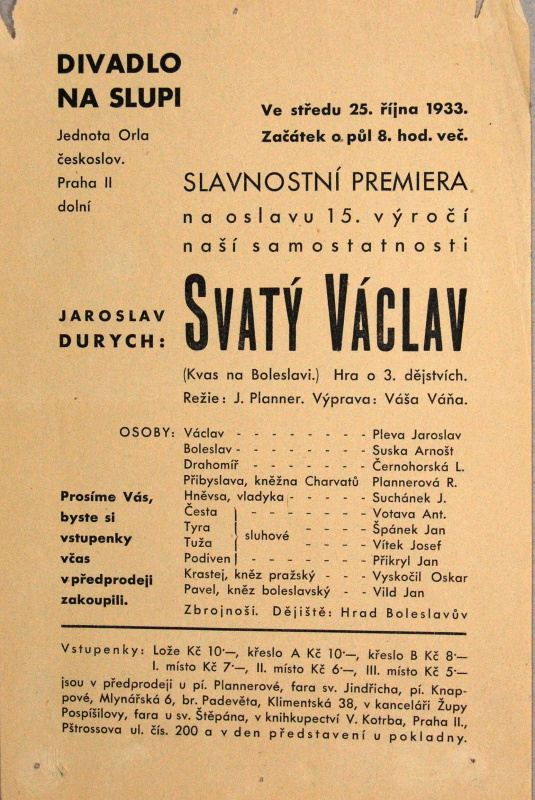 DIVADLO
NA SLUPI
Jednota Orla
českoslov.
Praha II
dolní
Ve středu 25. října 1933.
Začátek o půl 8. hod. več.
SLAVNOSTNÍ PREMIERA
na oslavu 15. výročí
naší samostatnosti
JAROSLAV
DURYCH:
SVATÝ VÁCLAV
(Kvas na Boleslavi.) Hra o 3. dějstvích.
Režie: J. Planner. Výprava: Váša Váňa.
OSOBY: Václav - - - - - - - - Pleva Jaroslav
Boleslav - - - - - - - - Suska Arnošt
Drahomíř - - - - - - - Černohorská L.
Přibyslava, kněžna Charvatů Plannerová R.
Hněvsa, vladyka - - - - - Suchánek J.
Česta - - - - - - - Votava Ant.
Tyra - - - - Špánek Jan
Tuža sluhové - - - - Vítek Josef
Podiven - - - - - - - Přikryl Jan
Krastej, kněz pražský - - - Vyskočil Oskar
Pavel, kněz boleslavský - - Vild Jan
Zbrojnoši. Dějiště: Hrad Boleslavův
Prosíme Vás,
byste si
vstupenky
včas
v předprodeji
zakoupili.
Vstupenky: Lože Kč 10·—, křeslo A Kč 10·—, křeslo B Kč 8·—
I. místo Kč 7·—, II. místo Kč 6·—, III. místo Kč 5·—
jsou v předprodeji u pí. Plannerové, fara sv. Jindřicha, pí. Knap-
pové, Mlynářská 6, br. Padevěta, Klimentská 38, v kanceláři Župy
Pospíšilovy, fara u sv. Štěpána, v knihkupectví V. Kotrba, Praha II.,
Pštrossova ul. čís. 200 a v den představení u pokladny.